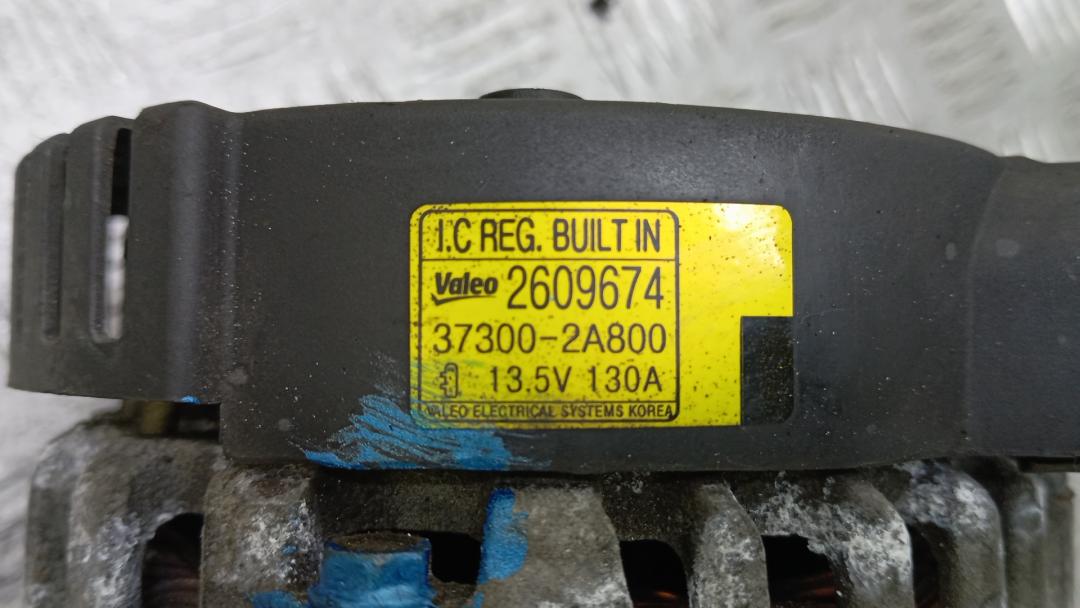 I.C REG. BUILT IN
Valeo 2609674
37300-2A800
13.5V 130A
VALEO ELECTRICAL SYSTEMS KOREA